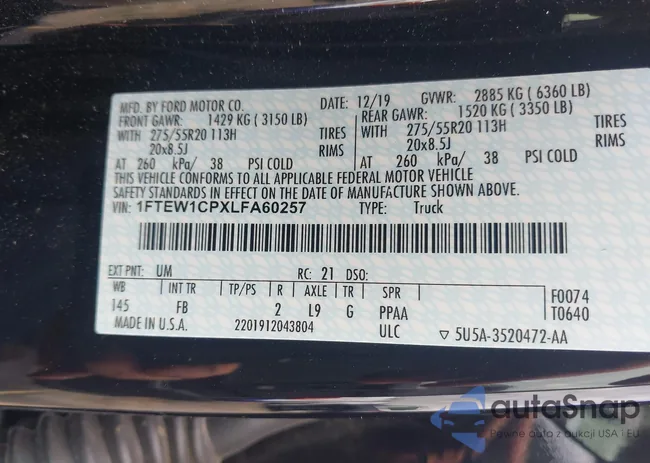 MFD. BY FORD MOTOR CO. DATE: 12/19 GVWR: 2885 KG ( 6360 LB)
FRONT GAWR: 1429 KG ( 3150 LB) REAR GAWR: 1520 KG ( 3350 LB)
WITH 275/55R20 113H TIRES WITH 275/55R20 113H TIRES
20x8.5J RIMS 20x8.5J RIMS
AT 260 kPa/ 38 PSI COLD AT 260 kPa/ 38 PSI COLD
THIS VEHICLE CONFORMS TO ALL APPLICABLE FEDERAL MOTOR VEHICLE
SAFETY STANDARDS IN EFFECT ON THE DATE OF MANUFACTURE SHOWN ABOVE.
VIN: 1FTEW1CPXLFA60257 TYPE: Truck
EXT PNT: UM RC: 21 DSO:
WB INT TR TP/PS R AXLE TR SPR F0074
145 FB 2 L9 G PPAA T0640
MADE IN U.S.A. 2201912043804 ULC ▽ 5U5A-3520472-AA
autoSnap
Pewne auto z aukcji USA i EU